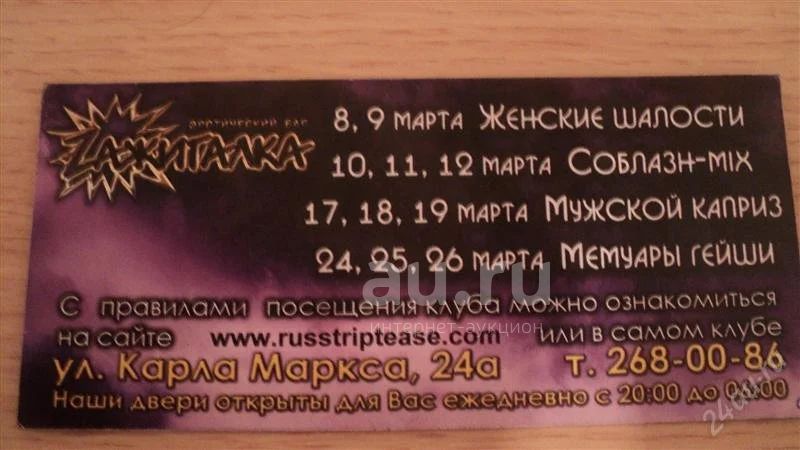 эротический бар
ZАЖИГАЛКА
8, 9 марта Женские шалости
10, 11, 12 марта Соблазн-mix
17, 18, 19 марта Мужской каприз
24, 25, 26 марта Мемуары гейши
au.ru
интернет-аукцион
С правилами посещения клуба можно ознакомиться
на сайте www.russtriptease.com или в самом клубе
ул. Карла Маркса, 24а т. 268-00-86
Наши двери открыты для Вас ежедневно с 20:00 до 04:00
24au.ru